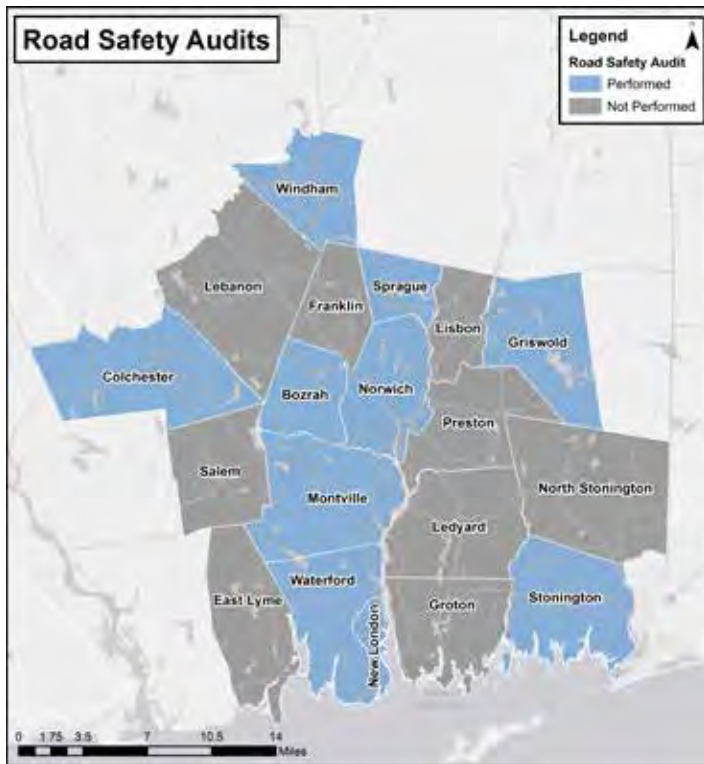 Road Safety Audits
Legend
Road Safety Audit
Performed
Not Performed
Windham
Lebanon
Franklin
Sprague
Lisbon
Griswold
Colchester
Bozrah
Norwich
Preston
Salem
North Stonington
Montville
Ledyard
Waterford
East Lyme
New London
Groton
Stonington
0 1.75 3.5 7 10.5 14
Miles